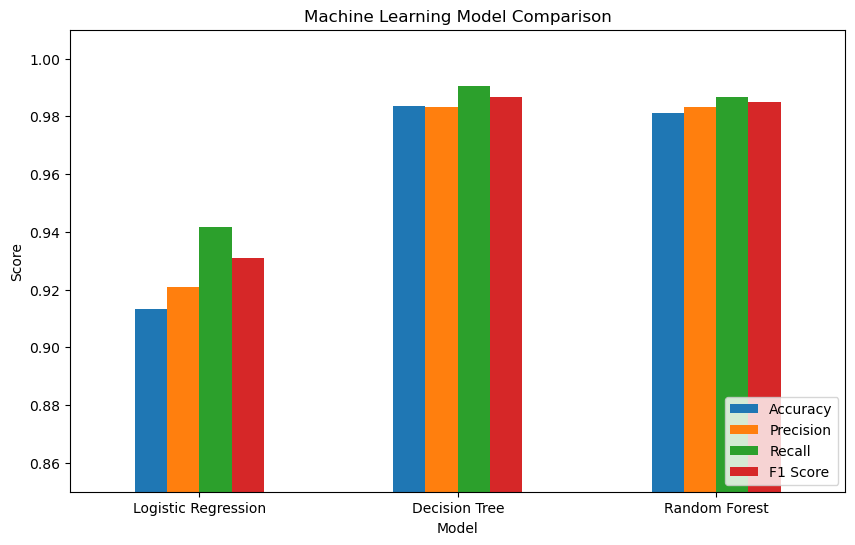 Machine Learning Model Comparison
Score
1.00
0.98
0.96
0.94
0.92
0.90
0.88
0.86
Logistic Regression
Decision Tree
Random Forest
Model
Accuracy
Precision
Recall
F1 Score